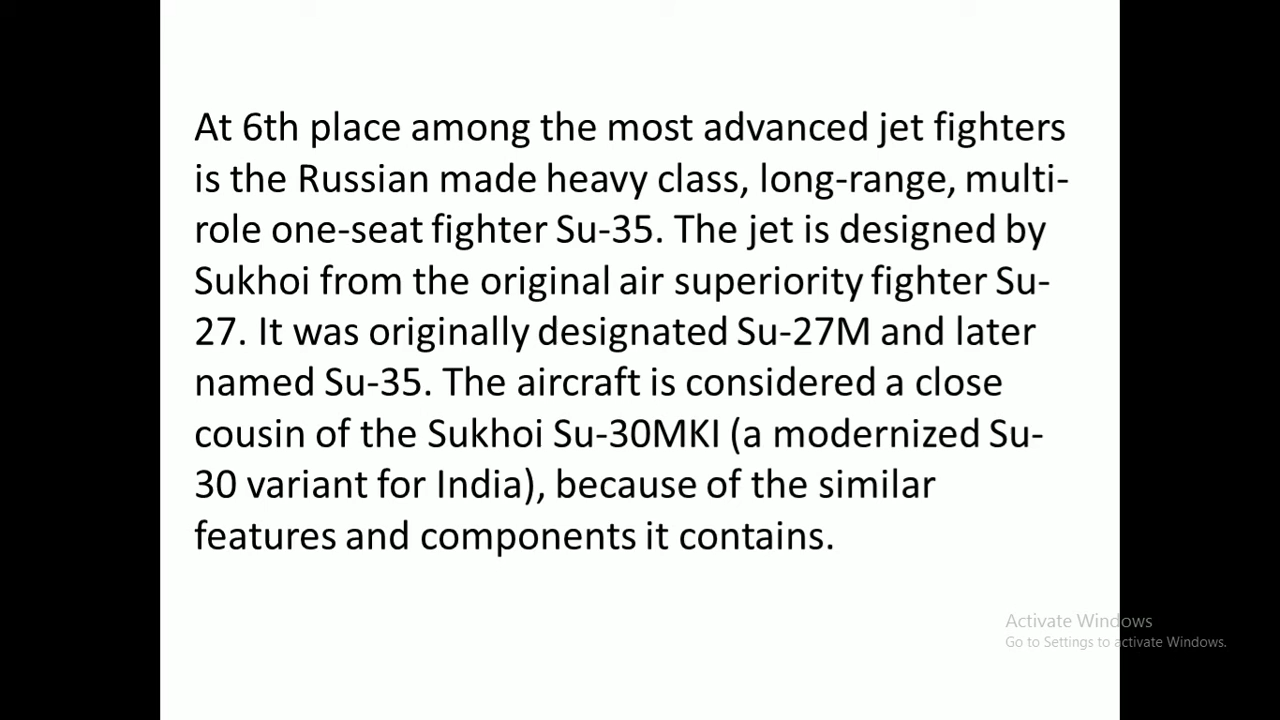 At 6th place among the most advanced jet fighters
is the Russian made heavy class, long-range, multi-
role one-seat fighter Su-35. The jet is designed by
Sukhoi from the original air superiority fighter Su-
27. It was originally designated Su-27M and later
named Su-35. The aircraft is considered a close
cousin of the Sukhoi Su-30MKI (a modernized Su-
30 variant for India), because of the similar
features and components it contains.
Activate Windows
Go to Settings to activate Windows.